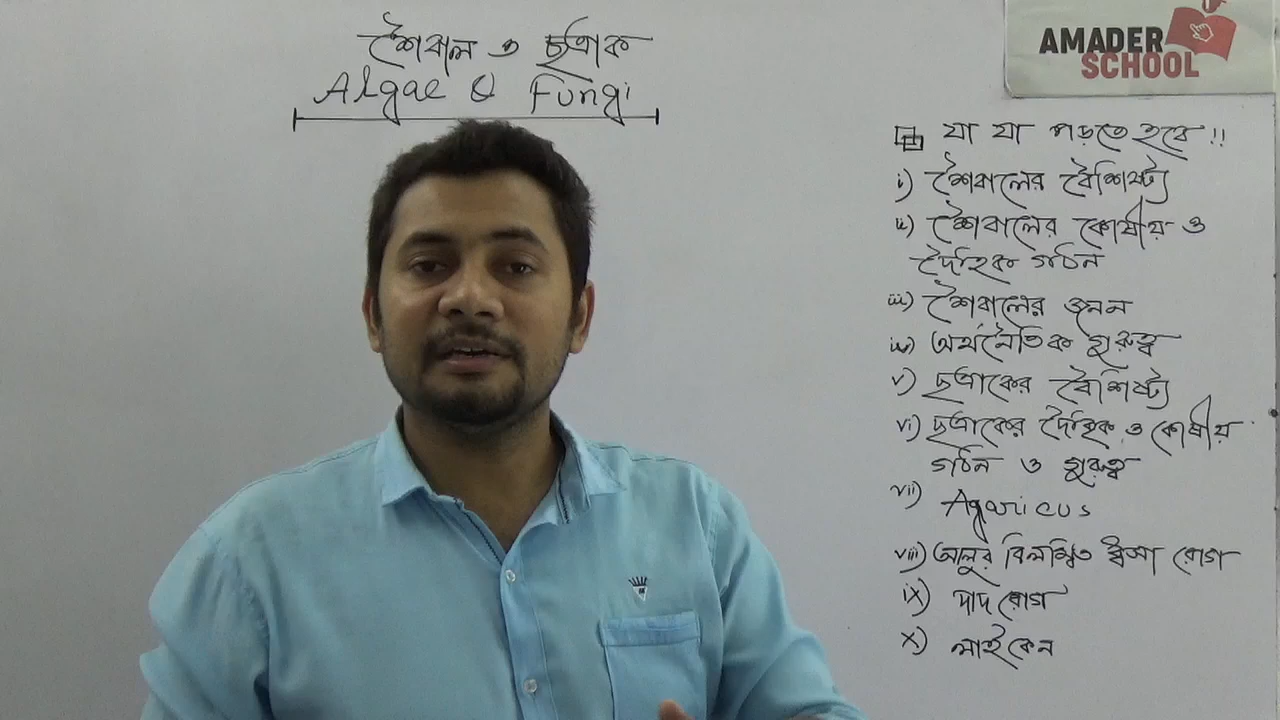 শৈবাল ও ছত্রাক
Algae & Fungi
AMADER
SCHOOL
যা যা পড়তে হবে !!
i) শৈবালের বৈশিষ্ট্য
ii) শৈবালের কোষীয় ও
দৈহিক গঠন
iii) শৈবালের জনন
iv) অর্থনৈতিক গুরুত্ব
v) ছত্রাকের বৈশিষ্ট্য
vi) ছত্রাকের দৈহিক ও কোষীয়
গঠন ও গুরুত্ব
vii) Agaricus
viii) আলুর বিলম্বিত ধ্বসা রোগ
ix) দাদ রোগ
x) লাইকেন